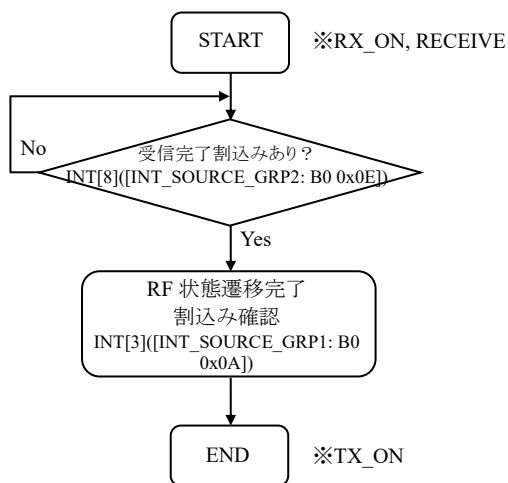 START ※RX_ON, RECEIVE
No
受信完了割込みあり?
INT[8]([INT_SOURCE_GRP2: B0 0x0E])
Yes
RF 状態遷移完了
割込み確認
INT[3]([INT_SOURCE_GRP1: B0
0x0A])
END ※TX_ON